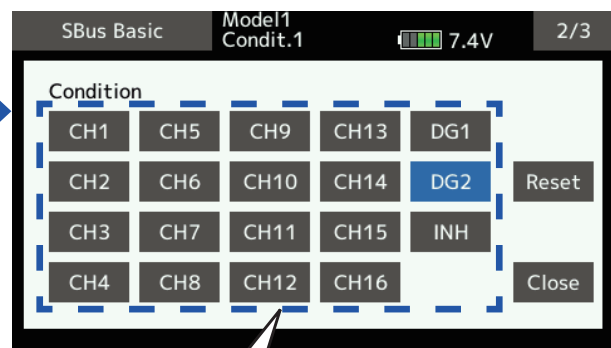 SBus Basic Model1 Condit.1 7.4V 2/3
Condition
CH1 CH5 CH9 CH13 DG1
CH2 CH6 CH10 CH14 DG2 Reset
CH3 CH7 CH11 CH15 INH
CH4 CH8 CH12 CH16 Close